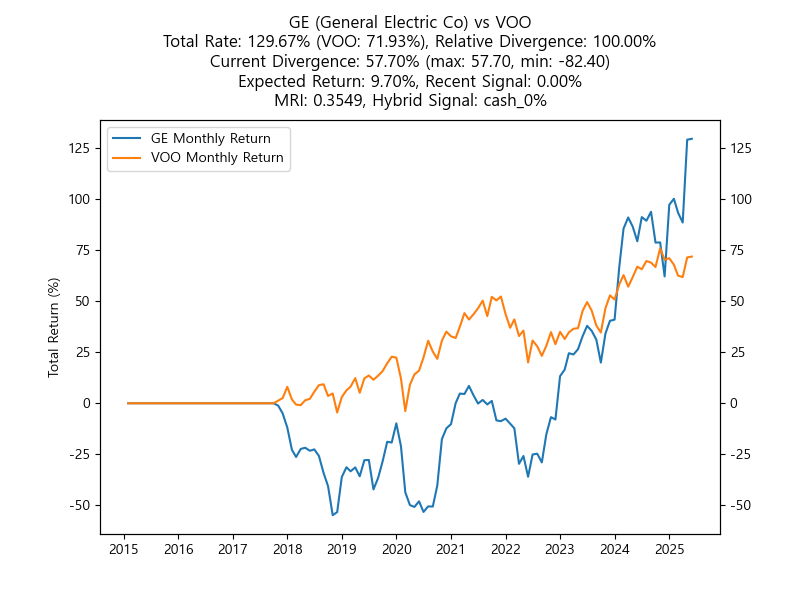 GE (General Electric Co) vs VOO
Total Rate: 129.67% (VOO: 71.93%), Relative Divergence: 100.00%
Current Divergence: 57.70% (max: 57.70, min: -82.40)
Expected Return: 9.70%, Recent Signal: 0.00%
MRI: 0.3549, Hybrid Signal: cash_0%
GE Monthly Return
VOO Monthly Return
Total Return (%)
125
100
75
50
25
0
-25
-50
125
100
75
50
25
0
-25
-50
2015 2016 2017 2018 2019 2020 2021 2022 2023 2024 2025